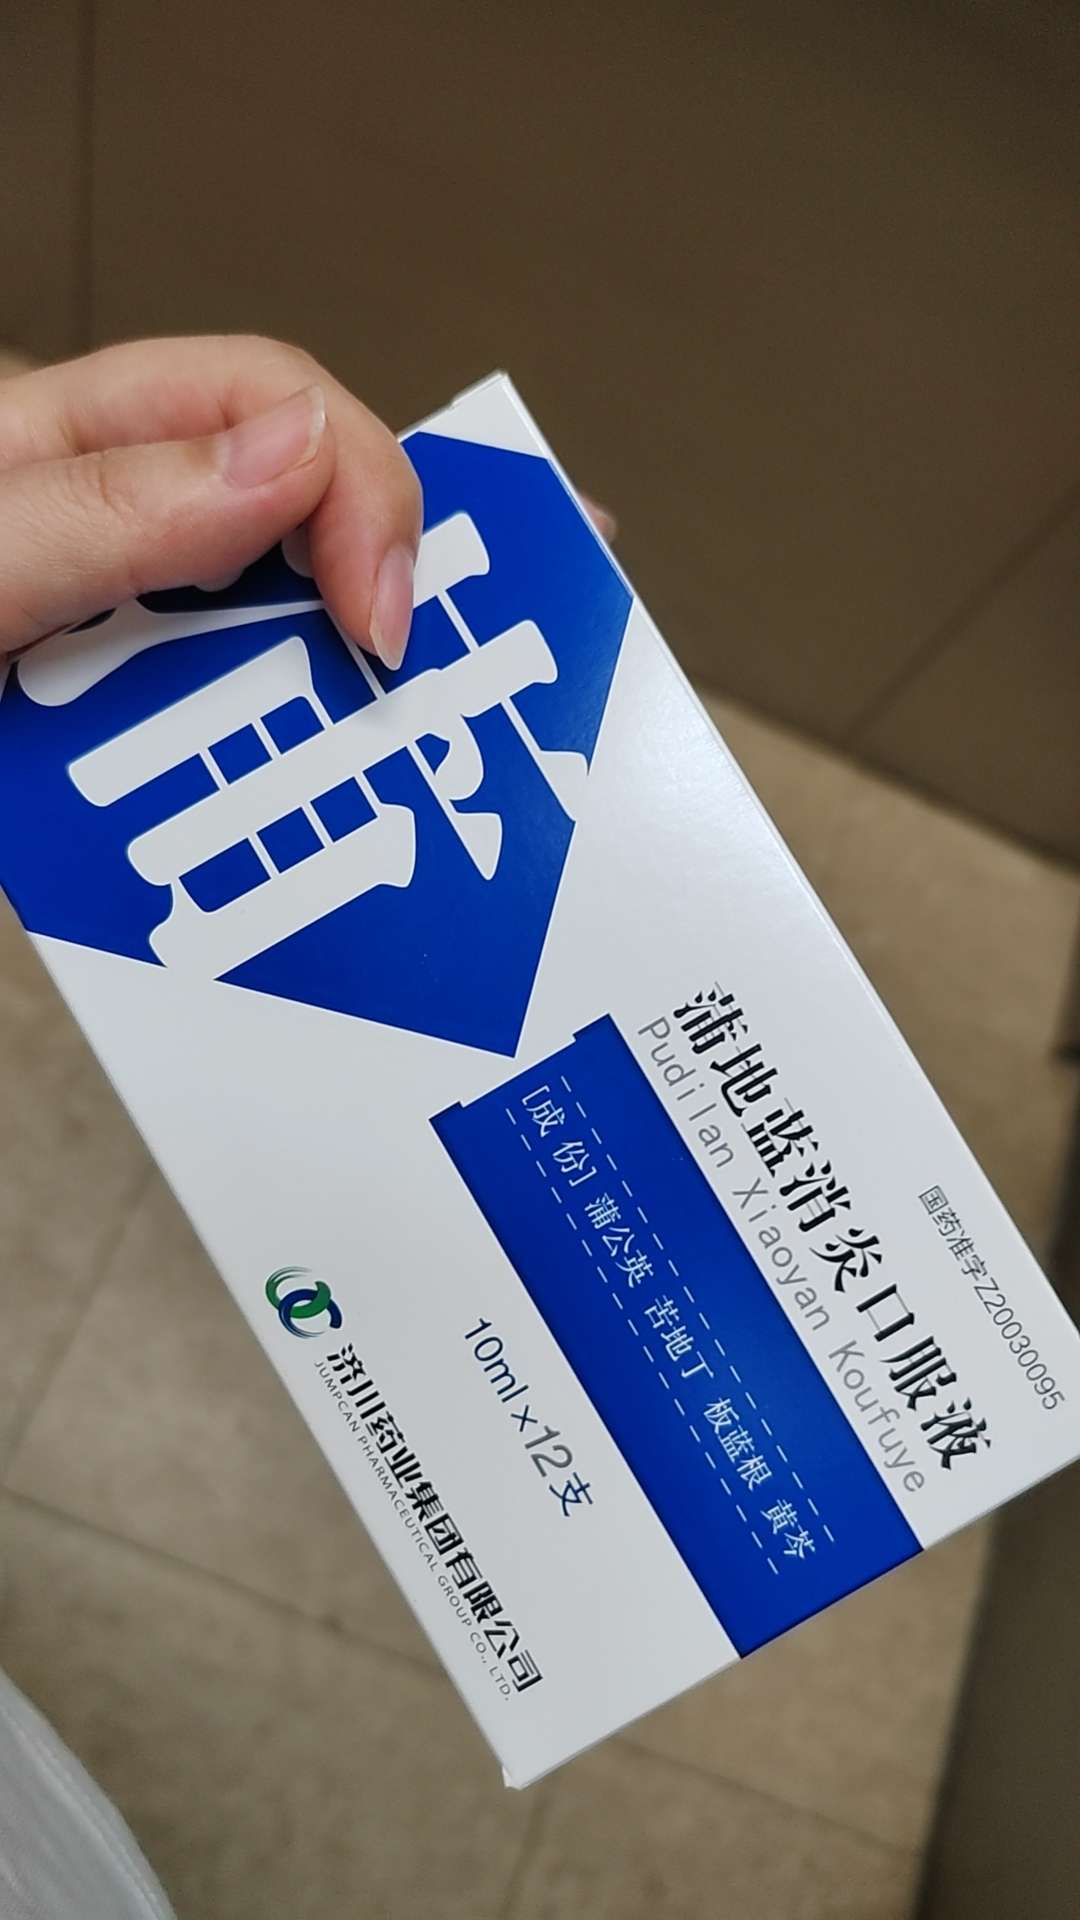 国药准字Z20030095
蒲地蓝消炎口服液
Pudilan Xiaoyan Koufuye
[成 份] 蒲公英 苦地丁 板蓝根 黄芩
10ml×12支
济川药业集团有限公司
JUMPCAN PHARMACEUTICAL GROUP CO., LTD.